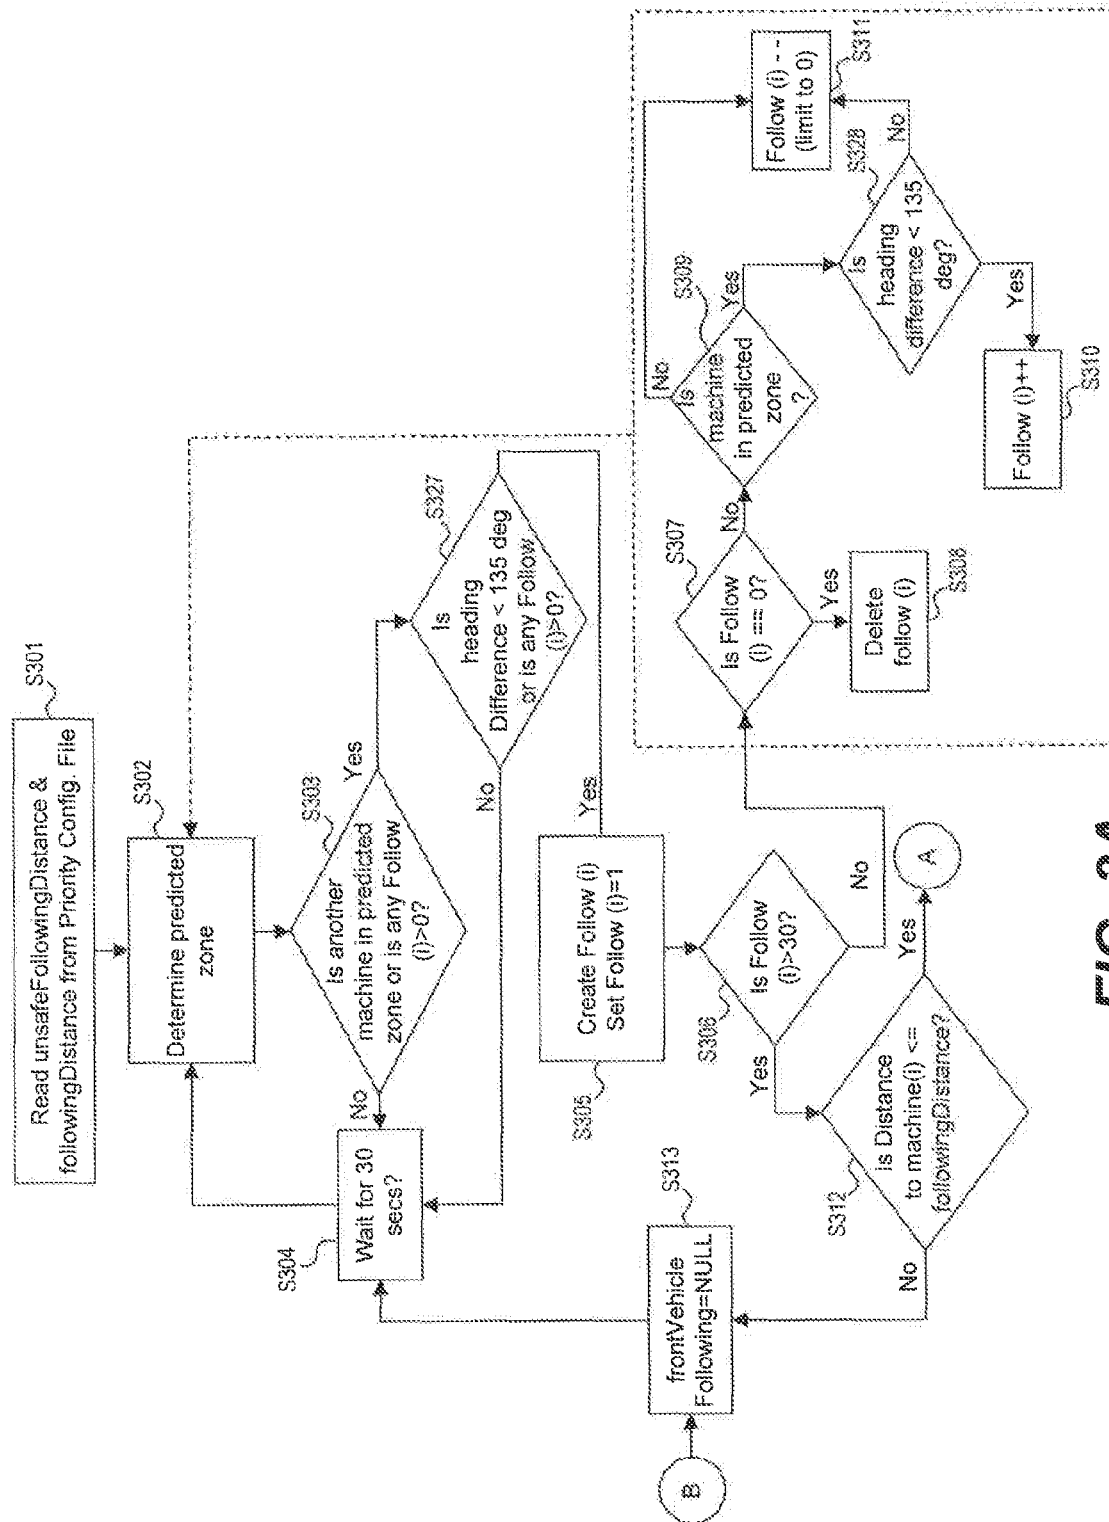 Read unsafeFollowingDistance &
followingDistance from Priority Config. File
S301
Determine predicted
zone
S302
Is another
machine in predicted
zone or is any Follow
(i)>0?
S303
Yes
No
Wait for 30
secs?
S304
Is
heading
Difference < 135 deg
or is any Follow
(i)>0?
S327
No
Yes
Create Follow (i)
Set Follow (i)=1
S305
Is Follow
(i)>30?
S306
Yes
No
Is Follow
(i) == 0?
S307
No
Yes
Delete
follow (i)
S308
Is
machine
in predicted
zone
?
S309
No
Yes
Is
heading
difference < 135
deg?
S328
No
Yes
Follow (i)++
S310
Follow (i) - -
(limit to 0)
S311
is Distance
to machine(i) <=
followingDistance?
S312
Yes
No
A
frontVehicle
Following=NULL
S313
B